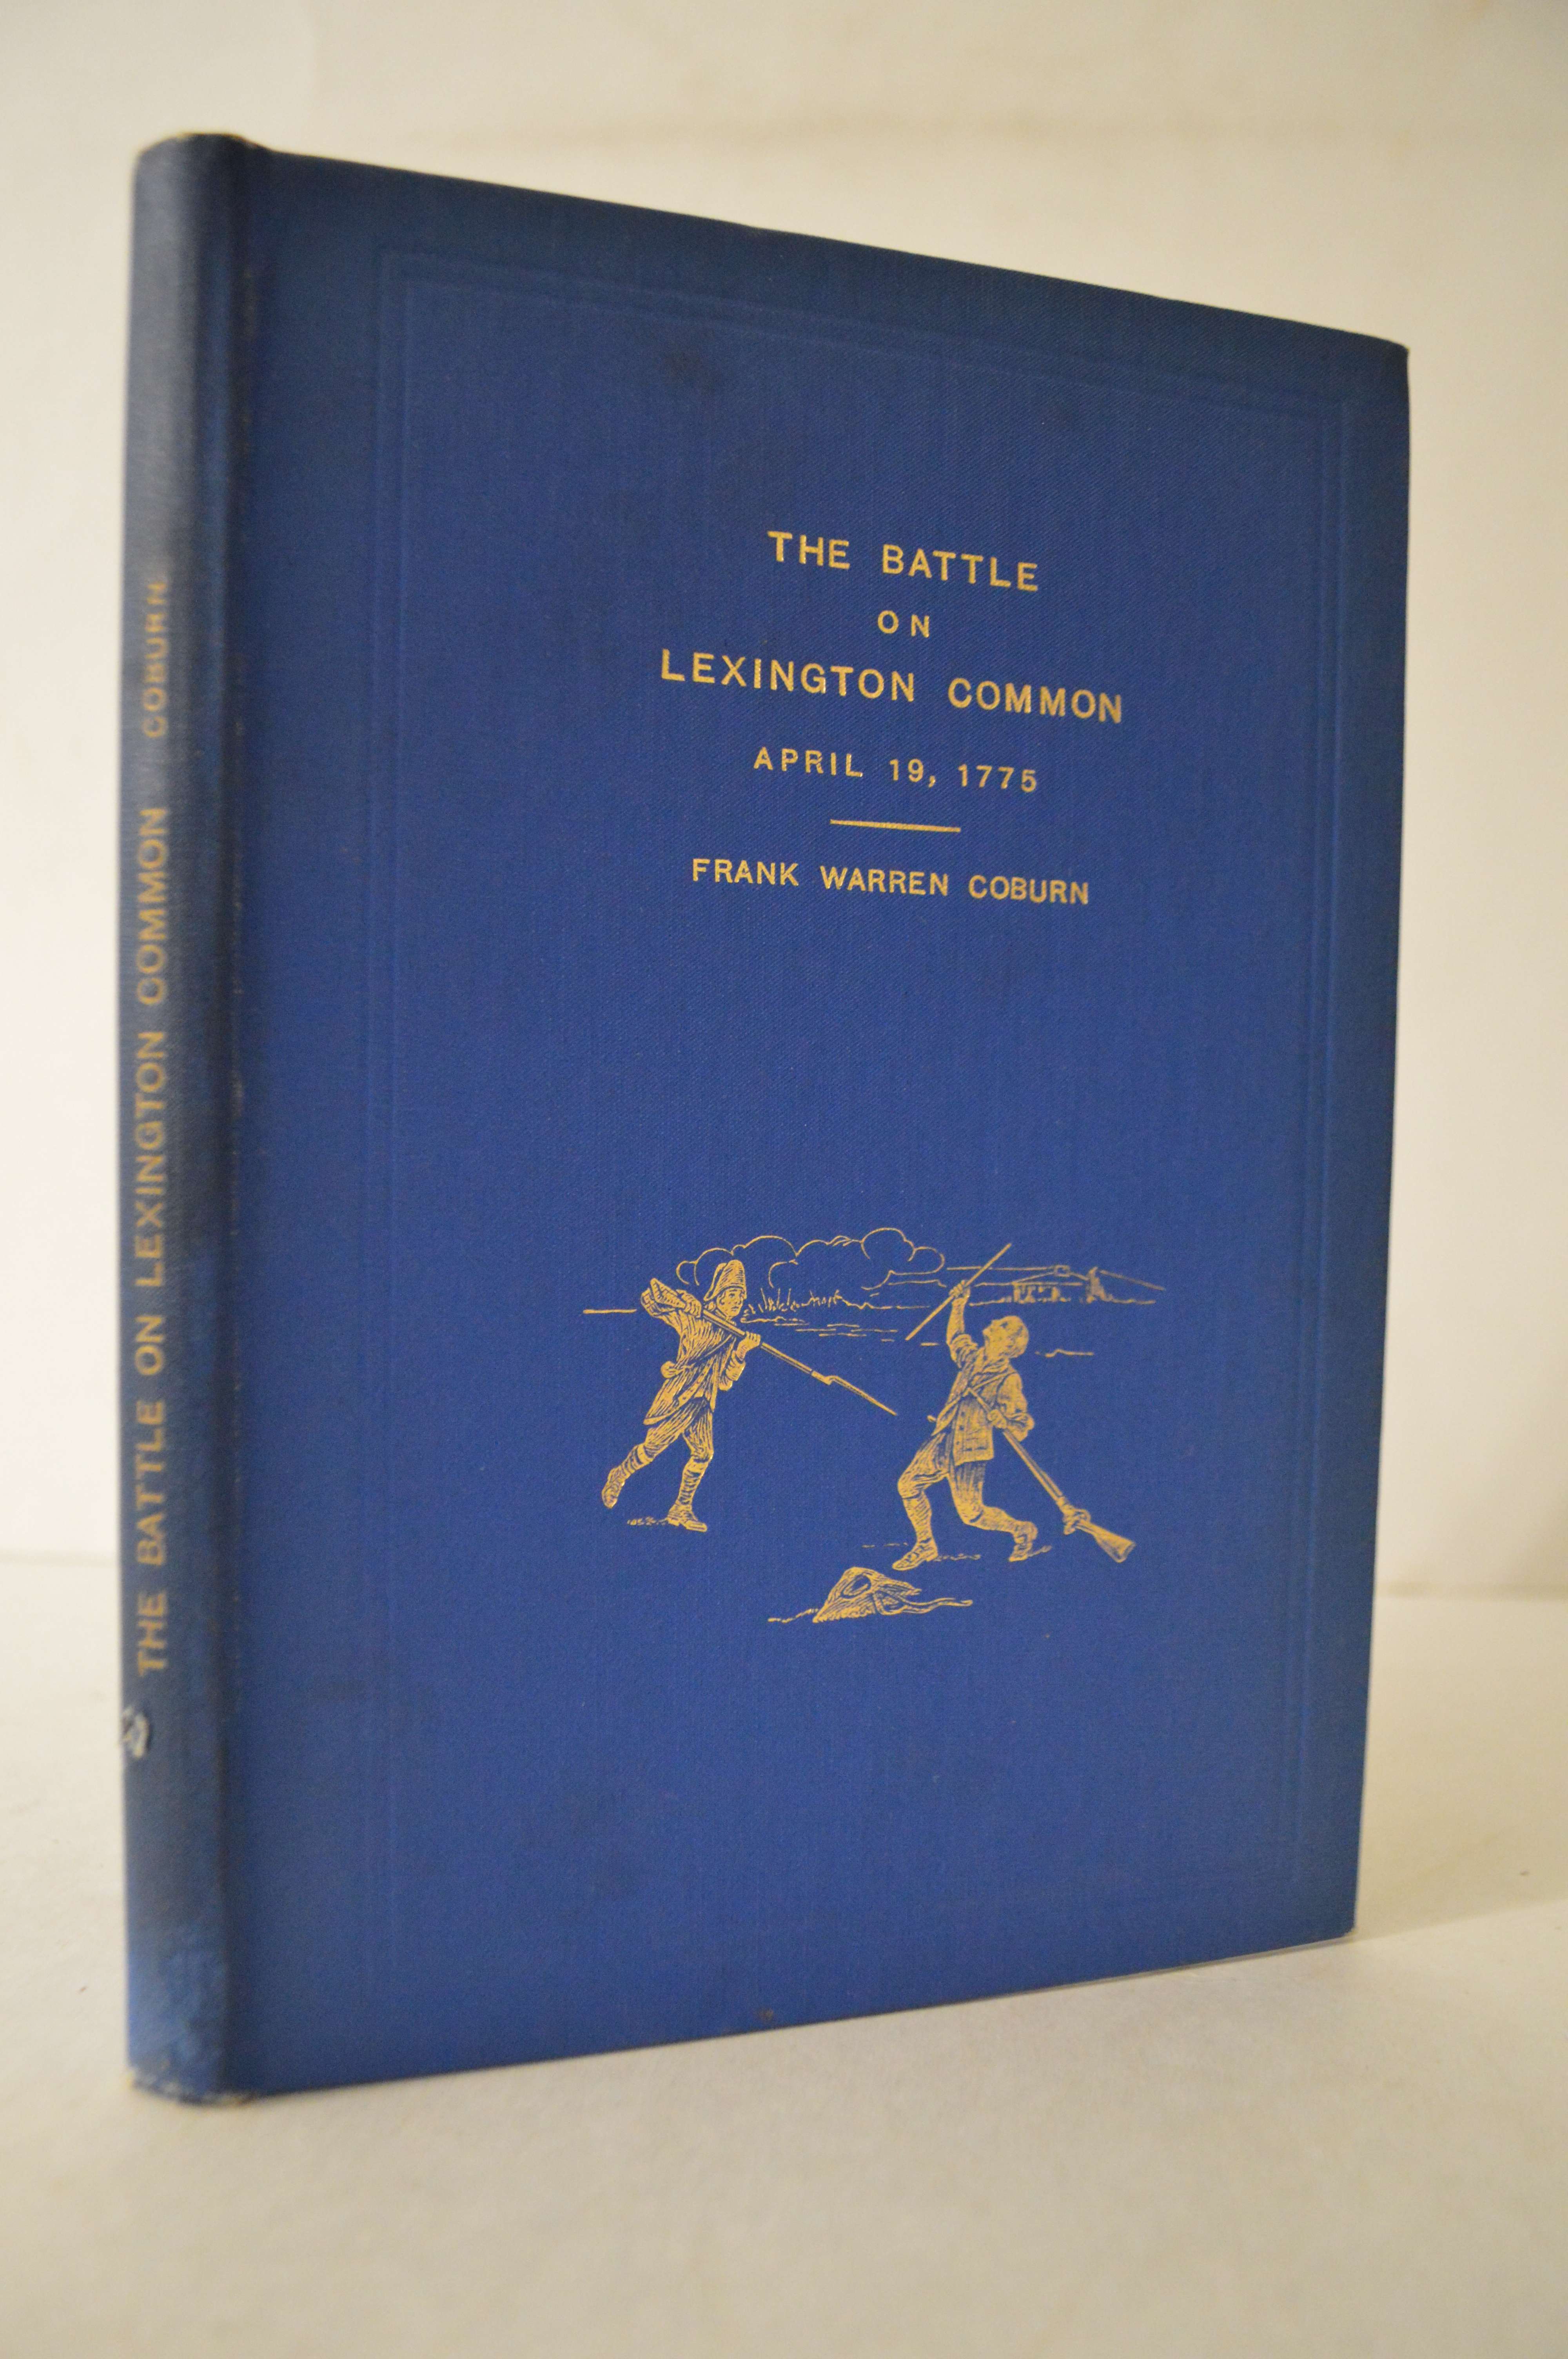 THE BATTLE
ON
LEXINGTON COMMON
APRIL 19, 1775
FRANK WARREN COBURN
THE BATTLE ON LEXINGTON COMMON COBURN